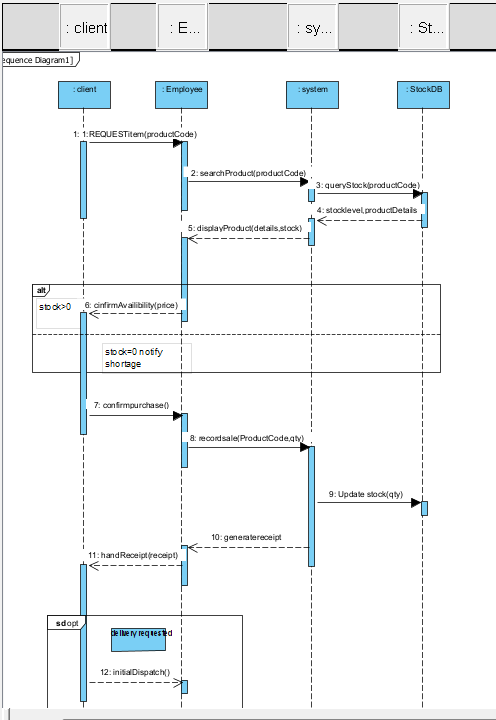 : client
: E...
: sy...
: St...
equence Diagram1]
: client
: Employee
: system
: StockDB
1: 1:REQUESTitem(productCode)
2: searchProduct(productCode)
3: queryStock(productCode)
4: stocklevel,productDetails
5: displayProduct(details,stock)
alt
stock>0
6: cinfirmAvailibility(price)
stock=0 notify
shortage
7: confirmpurchase()
8: recordsale(ProductCode,qty)
9: Update stock(qty)
10: generatereceipt
11: handReceipt(receipt)
sd opt
delivery requested
12: initialDispatch()